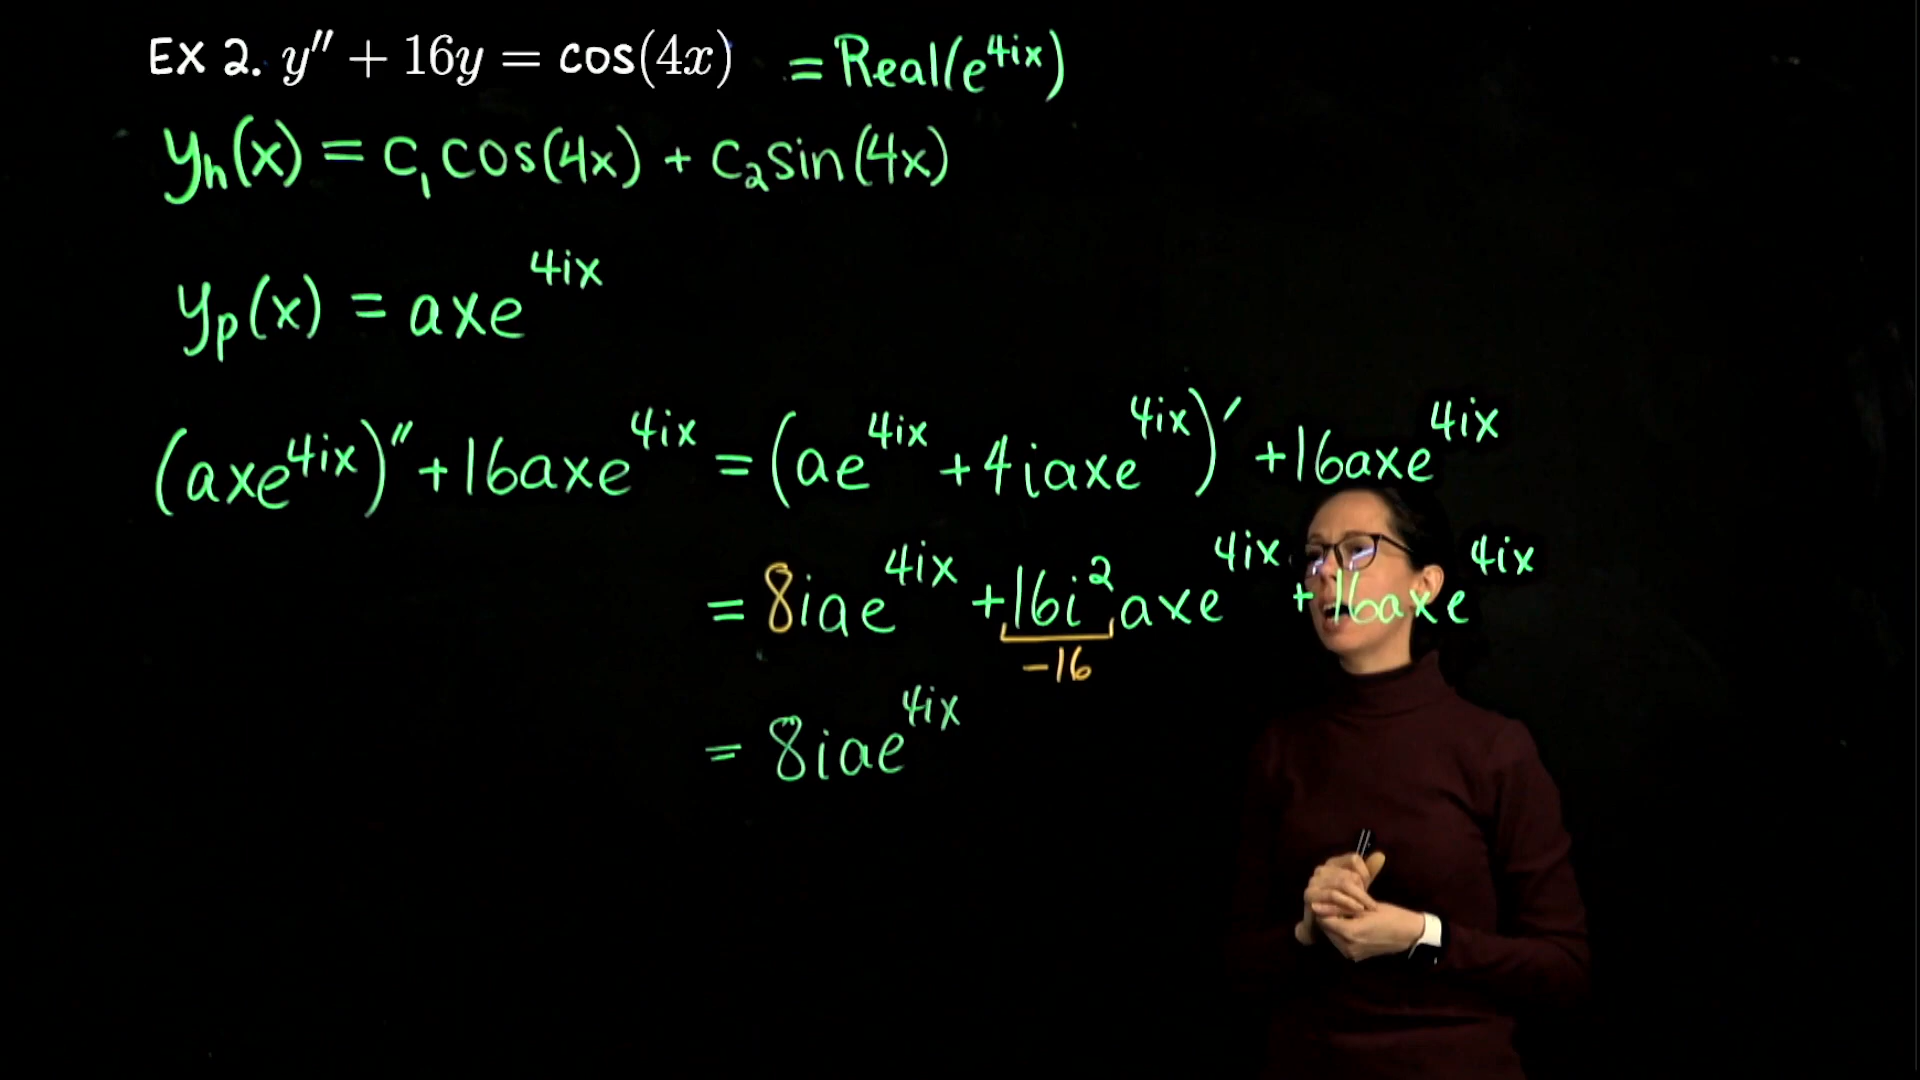 EX 2. y″ + 16y = cos(4x) = Real(e^{4ix})
y_h(x) = c_1 cos(4x) + c_2 sin(4x)
y_p(x) = axe^{4ix}
(axe^{4ix})″ + 16axe^{4ix} = (ae^{4ix} + 4iaxe^{4ix})′ + 16axe^{4ix}
= 8iae^{4ix} + 16i^2 axe^{4ix} + 16axe^{4ix}
-16
= 8iae^{4ix}